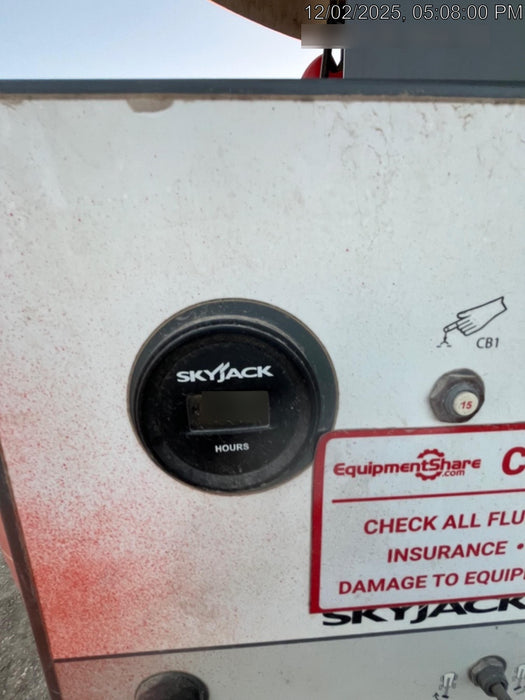 12/02/2025, 05:08:00 PM
CB1
SKYJACK
15
HOURS
EquipmentShare
.com
C
CHECK ALL FLU
INSURANCE •
DAMAGE TO EQUIP
SKYJACK